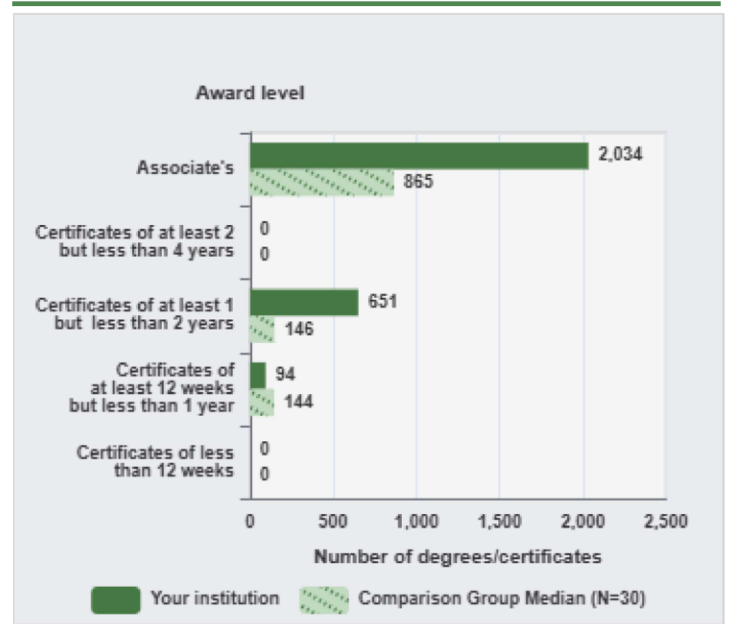 Award level
Associate's
2,034
865
Certificates of at least 2
but less than 4 years
0
0
Certificates of at least 1
but less than 2 years
651
146
Certificates of
at least 12 weeks
but less than 1 year
94
144
Certificates of less
than 12 weeks
0
0
0 500 1,000 1,500 2,000 2,500
Number of degrees/certificates
Your institution Comparison Group Median (N=30)